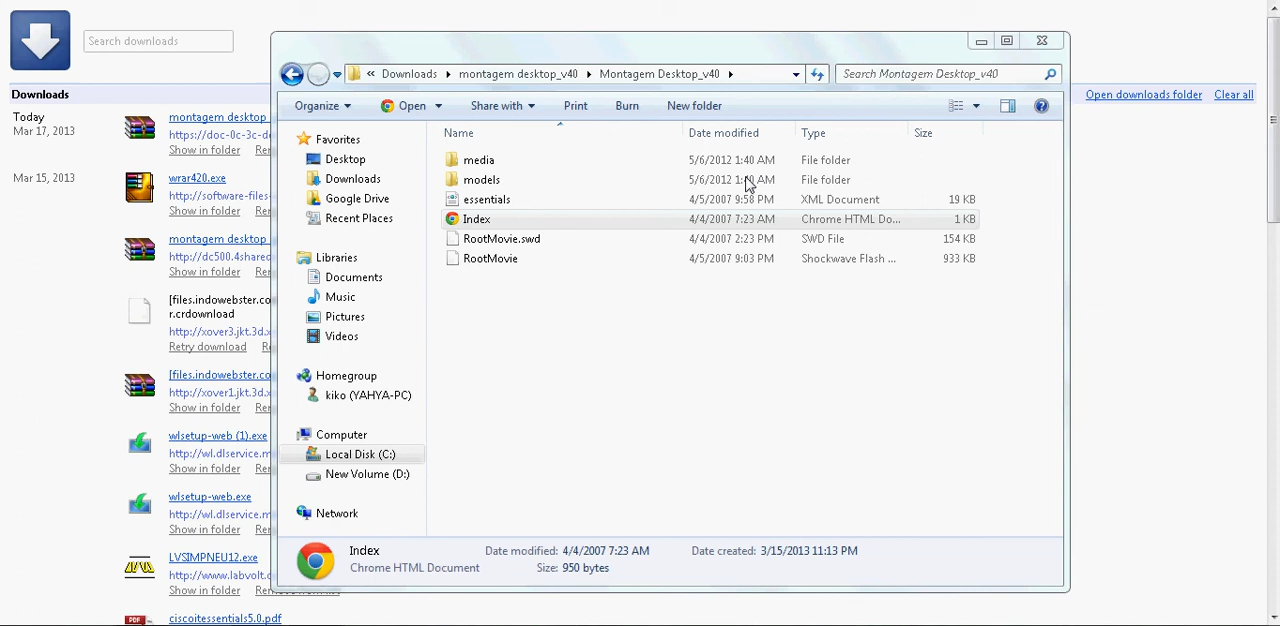 Search downloads
Downloads
Open downloads folder
Clear all
Today
Mar 17, 2013
montagem desktop
https://doc-0c-3c-d
Show in folder
Mar 15, 2013
wrar420.exe
http://software-files
Show in folder
montagem desktop
http://dc500.4shared
Show in folder
[files.indowebster.co
r.crdownload
http://xover3.jkt.3d.x
Retry download
[files.indowebster.co
http://xover1.jkt.3d.x
Show in folder
wlsetup-web (1).exe
http://wl.dlservice.m
Show in folder
wlsetup-web.exe
http://wl.dlservice.m
Show in folder
LVSIMPNEU12.exe
http://www.labvolt.c
Show in folder
ciscoitessentials5.0.pdf
« Downloads montagem desktop_v40 Montagem Desktop_v40
Search Montagem Desktop_v40
Organize Open Share with Print Burn New folder
Favorites
Desktop
Downloads
Google Drive
Recent Places
Libraries
Documents
Music
Pictures
Videos
Homegroup
kiko (YAHYA-PC)
Computer
Local Disk (C:)
New Volume (D:)
Network
Name Date modified Type Size
media 5/6/2012 1:40 AM File folder
models 5/6/2012 AM File folder
essentials 4/5/2007 9:58 PM XML Document 19 KB
Index 4/4/2007 7:23 AM Chrome HTML Do... 1 KB
RootMovie.swd 4/4/2007 2:23 PM SWD File 154 KB
RootMovie 4/5/2007 9:03 PM Shockwave Flash ... 933 KB
Index Date modified: 4/4/2007 7:23 AM Date created: 3/15/2013 11:13 PM
Chrome HTML Document Size: 950 bytes